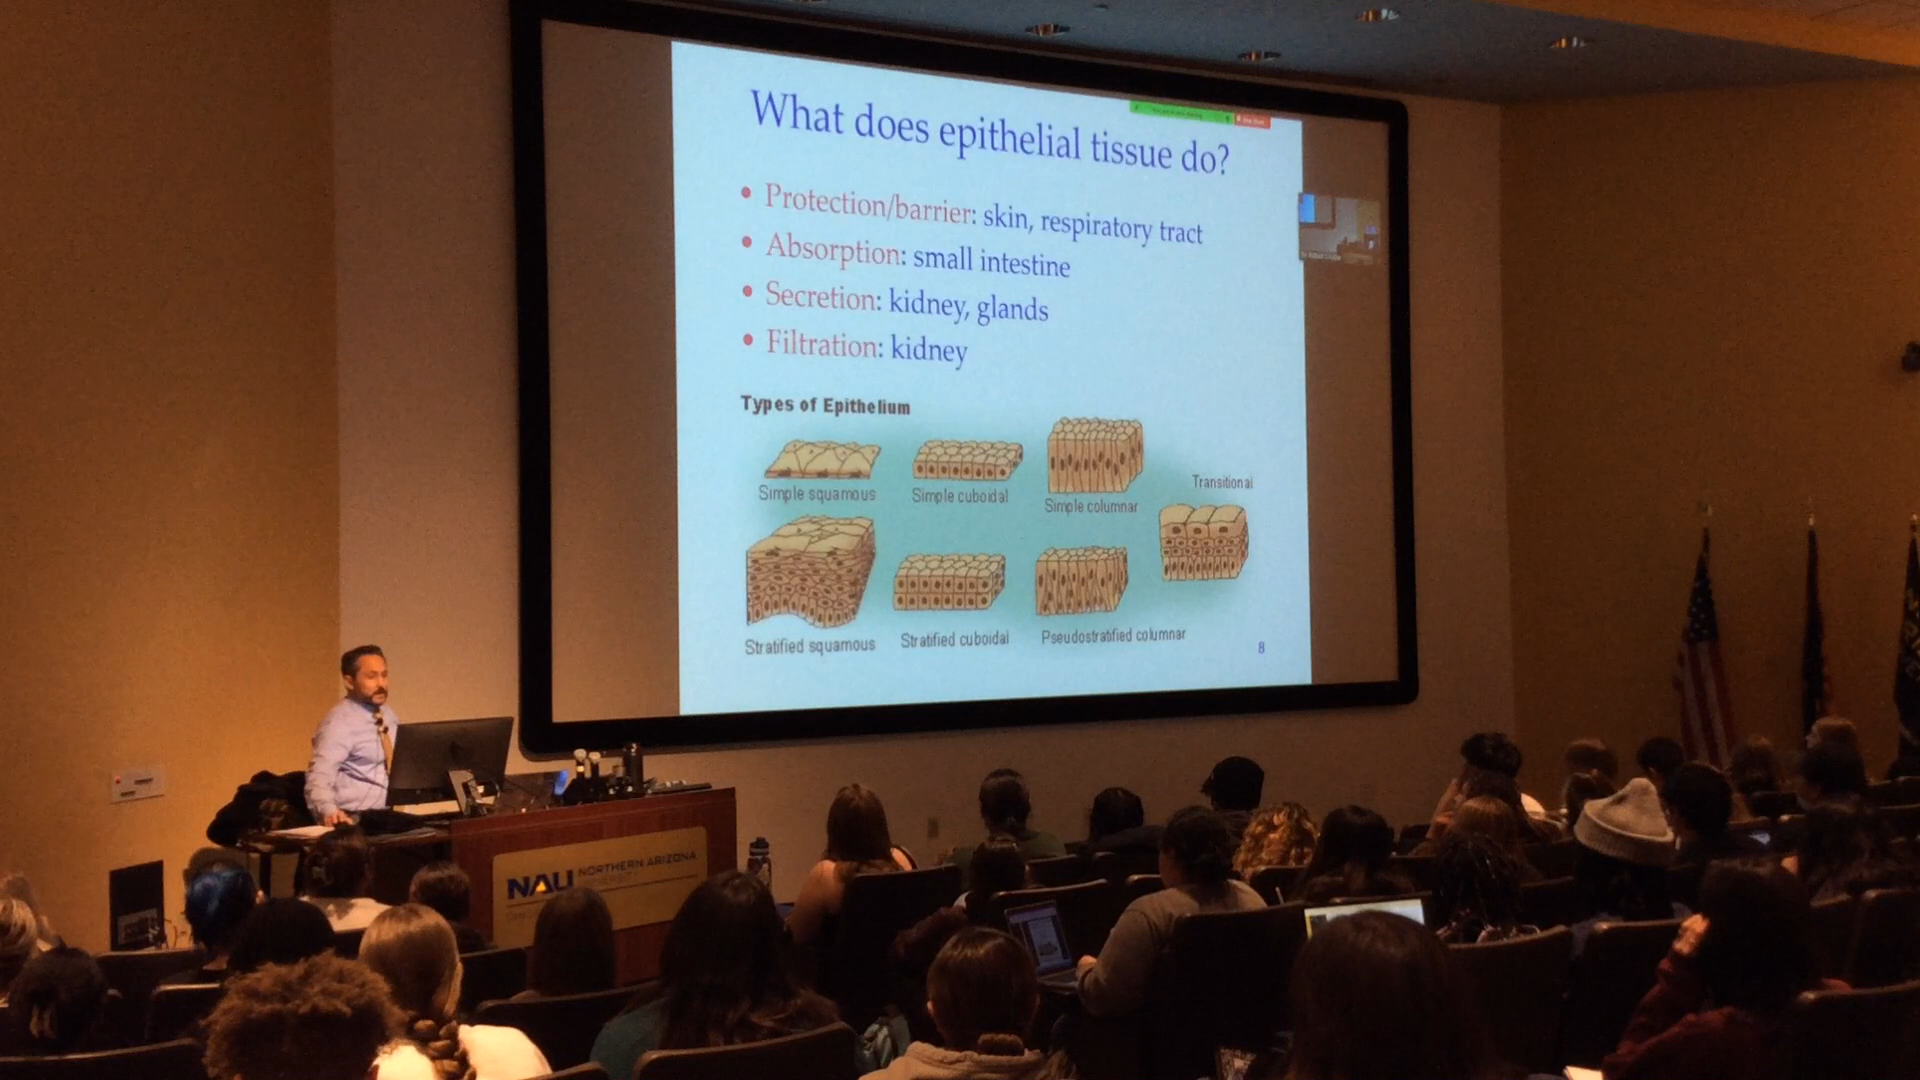 What does epithelial tissue do?
• Protection/barrier: skin, respiratory tract
• Absorption: small intestine
• Secretion: kidney, glands
• Filtration: kidney
Types of Epithelium
Simple squamous
Simple cuboidal
Simple columnar
Transitional
Stratified squamous
Stratified cuboidal
Pseudostratified columnar
8
NAU NORTHERN ARIZONA
UNIVERSITY